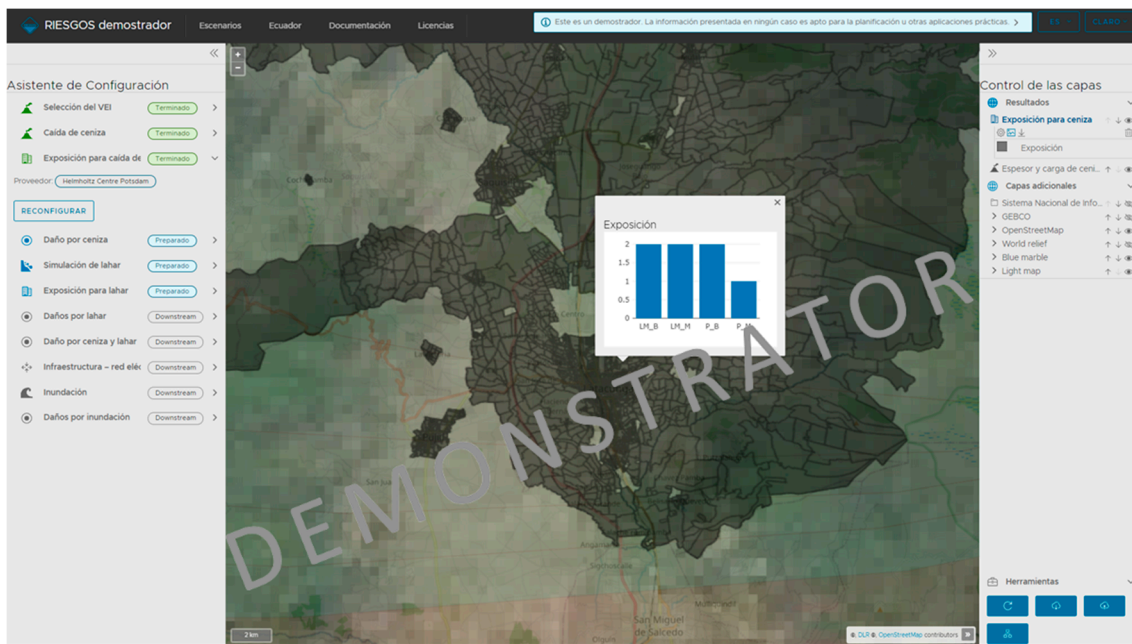 RIESGOS demostrador
Escenarios
Ecuador
Documentación
Licencias
Este es un demostrador. La información presentada en ningún caso es apto para la planificación u otras aplicaciones prácticas.
ES
CLARO
Asistente de Configuración
Selección del VEI Terminado
Caída de ceniza Terminado
Exposición para caída de Terminado
Proveedor: Helmholtz Centre Potsdam
RECONFIGURAR
Daño por ceniza Preparado
Simulación de lahar Preparado
Exposición para lahar Preparado
Daños por lahar Downstream
Daño por ceniza y lahar Downstream
Infraestructura – red eléc Downstream
Inundación Downstream
Daños por inundación Downstream
+
−
Exposición
2
1.5
1
0.5
0
LM_B LM_M P_B
DEMONSTRATOR
San Miguel
de Salcedo
2 km
DLR OpenStreetMap contributors
Control de las capas
Resultados
Exposición para ceniza
Exposición
Espesor y carga de ceni...
Capas adicionales
Sistema Nacional de Info...
GEBCO
OpenStreetMap
World relief
Blue marble
Light map
Herramientas